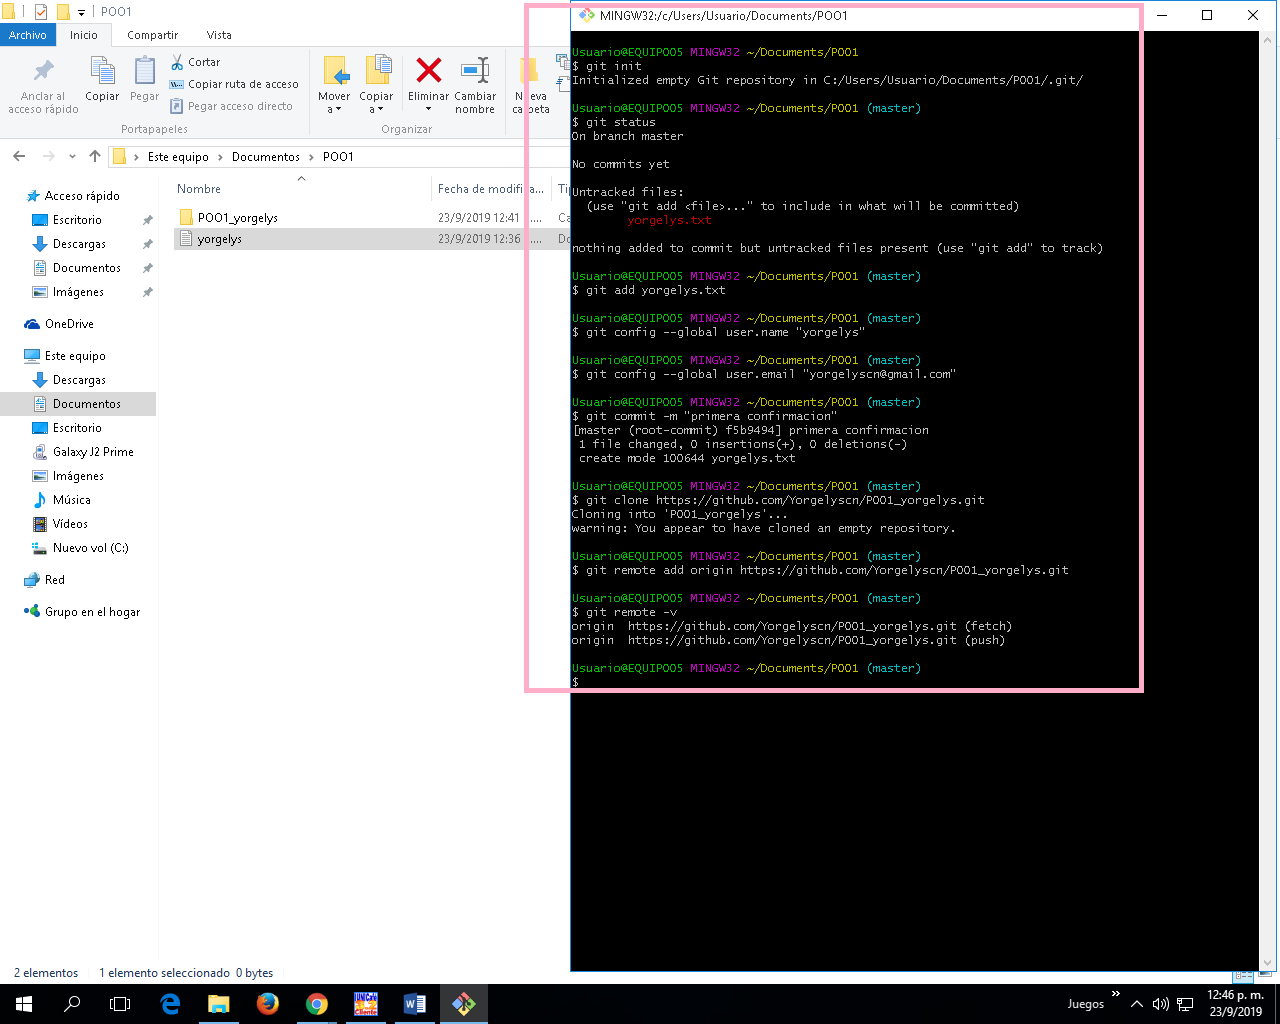 POO1
Archivo Inicio Compartir Vista
Anclar al acceso rápido
Copiar
Pegar
Cortar
Copiar ruta de acceso
Pegar acceso directo
Portapapeles
Mover a
Copiar a
Eliminar
Cambiar nombre
Organizar
Nueva carpeta
Este equipo > Documentos > POO1
Nombre Fecha de modifica...
POO1_yorgelys 23/9/2019 12:41 ....
yorgelys 23/9/2019 12:36 ....
Acceso rápido
Escritorio
Descargas
Documentos
Imágenes
OneDrive
Este equipo
Descargas
Documentos
Escritorio
Galaxy J2 Prime
Imágenes
Música
Vídeos
Nuevo vol (C:)
Red
Grupo en el hogar
2 elementos 1 elemento seleccionado 0 bytes
MINGW32:/c/Users/Usuario/Documents/POO1
Usuario@EQUIPO05 MINGW32 ~/Documents/POO1
$ git init
Initialized empty Git repository in C:/Users/Usuario/Documents/POO1/.git/
Usuario@EQUIPO05 MINGW32 ~/Documents/POO1 (master)
$ git status
On branch master
No commits yet
Untracked files:
(use "git add <file>..." to include in what will be committed)
yorgelys.txt
nothing added to commit but untracked files present (use "git add" to track)
Usuario@EQUIPO05 MINGW32 ~/Documents/POO1 (master)
$ git add yorgelys.txt
Usuario@EQUIPO05 MINGW32 ~/Documents/POO1 (master)
$ git config --global user.name "yorgelys"
Usuario@EQUIPO05 MINGW32 ~/Documents/POO1 (master)
$ git config --global user.email "yorgelyscn@gmail.com"
Usuario@EQUIPO05 MINGW32 ~/Documents/POO1 (master)
$ git commit -m "primera confirmacion"
[master (root-commit) f5b9494] primera confirmacion
1 file changed, 0 insertions(+), 0 deletions(-)
create mode 100644 yorgelys.txt
Usuario@EQUIPO05 MINGW32 ~/Documents/POO1 (master)
$ git clone https://github.com/Yorgelyscn/POO1_yorgelys.git
Cloning into 'POO1_yorgelys'...
warning: You appear to have cloned an empty repository.
Usuario@EQUIPO05 MINGW32 ~/Documents/POO1 (master)
$ git remote add origin https://github.com/Yorgelyscn/POO1_yorgelys.git
Usuario@EQUIPO05 MINGW32 ~/Documents/POO1 (master)
$ git remote -v
origin https://github.com/Yorgelyscn/POO1_yorgelys.git (fetch)
origin https://github.com/Yorgelyscn/POO1_yorgelys.git (push)
Usuario@EQUIPO05 MINGW32 ~/Documents/POO1 (master)
$
Juegos
12:46 p. m.
23/9/2019